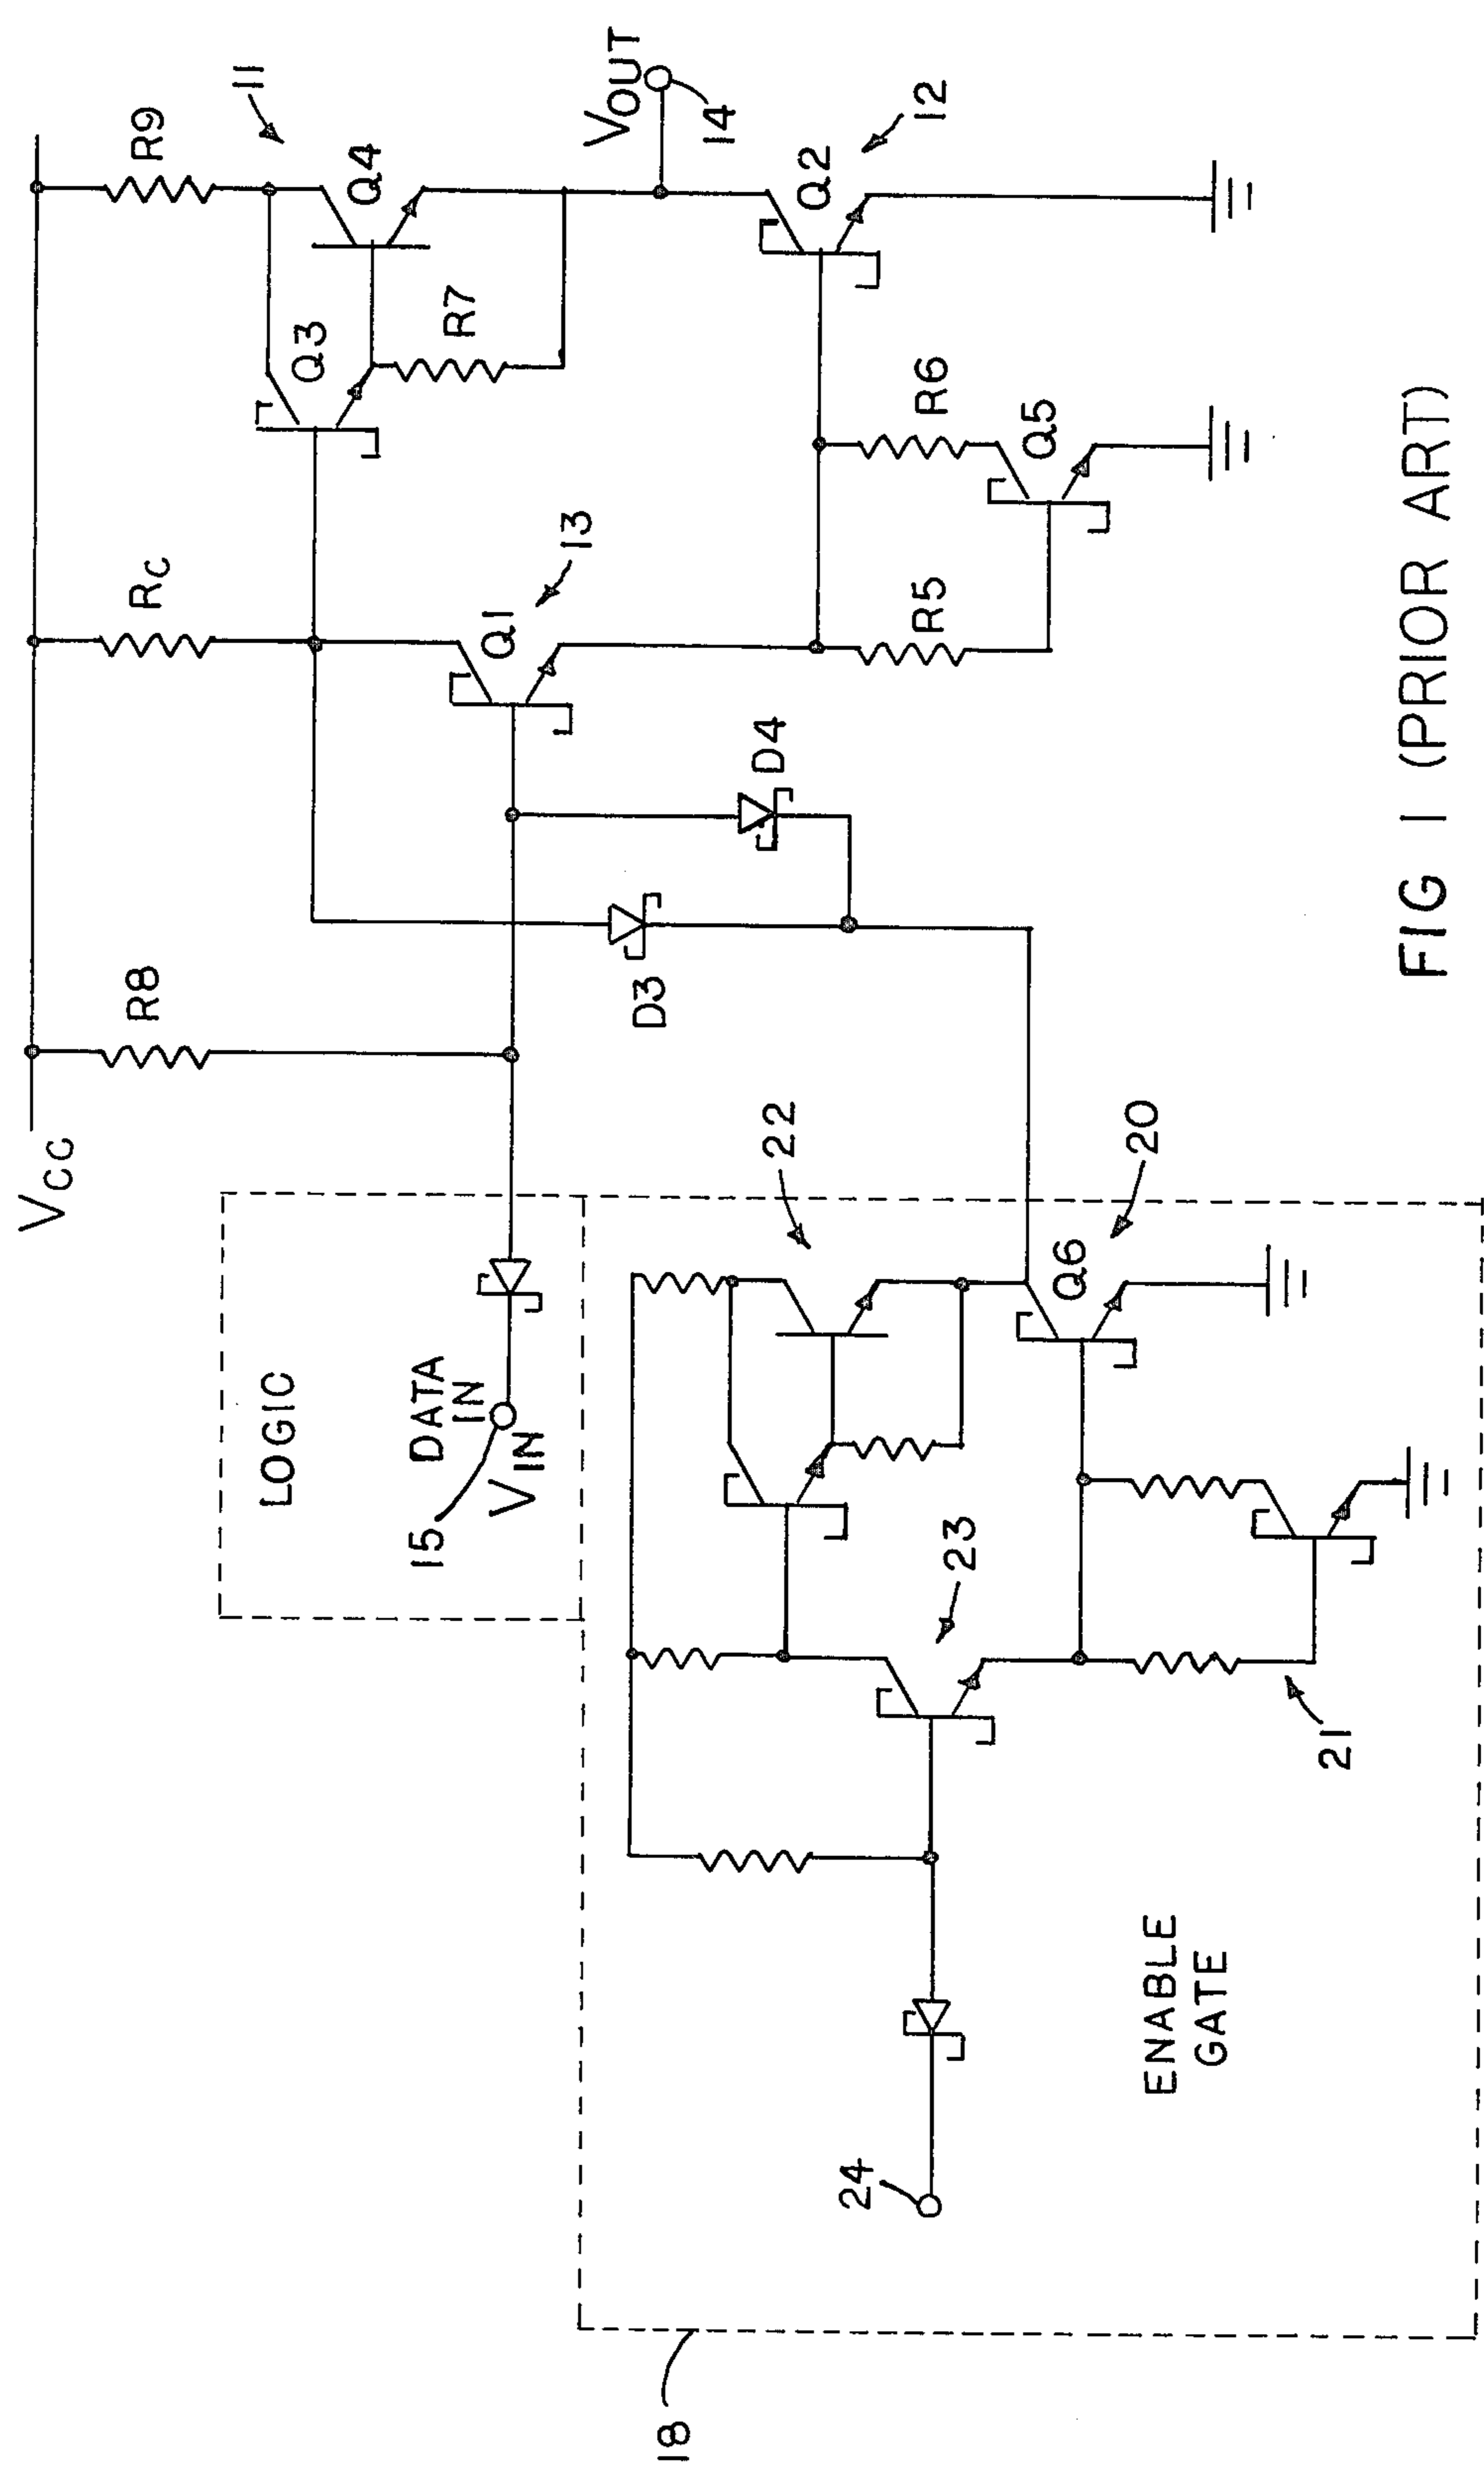 VCC
R8
RC
R9
11
Q3
Q4
R7
VOUT
14
Q1
13
D3
D4
R5
R6
Q5
Q2
12
LOGIC
15
DATA
IN
VIN
22
23
Q6
20
21
24
ENABLE
GATE
18
FIG 1 (PRIOR ART)